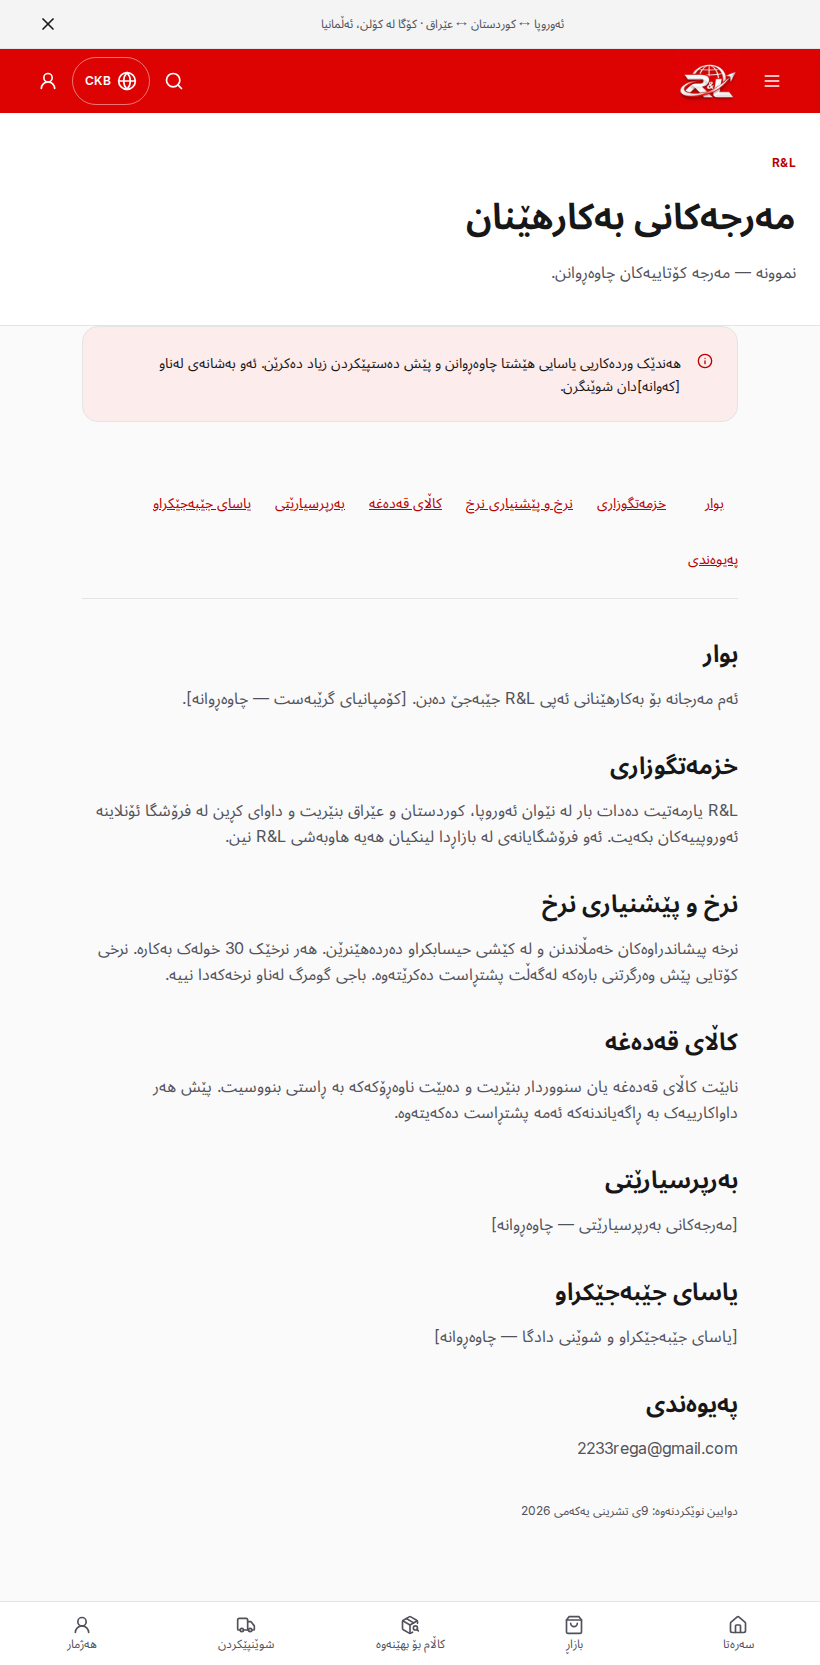 ئەوروپا ↔ کوردستان ↔ عێراق · کۆگا لە کۆلن، ئەڵمانیا
R&L
CKB
R&L
مەرجەکانی بەکارهێنان
نموونە — مەرجە کۆتاییەکان چاوەڕوانن.
هەندێک وردەکاریی یاسایی هێشتا چاوەڕوانن و پێش دەستپێکردن زیاد دەکرێن. ئەو بەشانەی لەناو
[کەوانە]دان شوێنگرن.
بوار
خزمەتگوزاری
نرخ و پێشنیاری نرخ
کاڵای قەدەغە
بەرپرسیارێتی
یاسای جێبەجێکراو
پەیوەندی
بوار
ئەم مەرجانە بۆ بەکارهێنانی ئەپی R&L جێبەجێ دەبن. [کۆمپانیای گرێبەست — چاوەڕوانە].
خزمەتگوزاری
R&L یارمەتیت دەدات بار لە نێوان ئەوروپا، کوردستان و عێراق بنێریت و داوای کڕین لە فرۆشگا ئۆنلاینە
ئەوروپییەکان بکەیت. ئەو فرۆشگایانەی لە بازاڕدا لینکیان هەیە هاوبەشی R&L نین.
نرخ و پێشنیاری نرخ
نرخە پیشاندراوەکان خەمڵاندنن و لە کێشی حیسابکراو دەردەهێنرێن. هەر نرخێک 30 خولەک بەکارە. نرخی
کۆتایی پێش وەرگرتنی بارەکە لەگەڵت پشتڕاست دەکرێتەوە. باجی گومرگ لەناو نرخەکەدا نییە.
کاڵای قەدەغە
نابێت کاڵای قەدەغە یان سنووردار بنێریت و دەبێت ناوەڕۆکەکە بە ڕاستی بنووسیت. پێش هەر
داواکارییەک بە ڕاگەیاندنەکە ئەمە پشتڕاست دەکەیتەوە.
بەرپرسیارێتی
[مەرجەکانی بەرپرسیارێتی — چاوەڕوانە]
یاسای جێبەجێکراو
[یاسای جێبەجێکراو و شوێنی دادگا — چاوەڕوانە]
پەیوەندی
2233rega@gmail.com
دوایین نوێکردنەوە: 9ی تشرینی یەکەمی 2026
سەرەتا
بازاڕ
کاڵام بۆ بهێنەوە
شوێنپێکردن
هەژمار